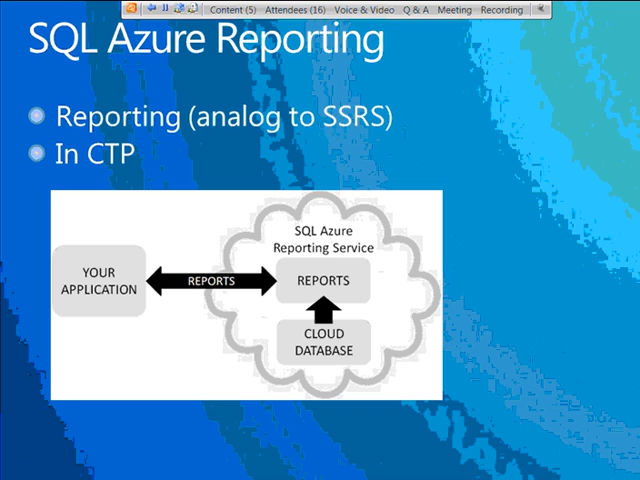 Content (5) Attendees (16) Voice & Video Q & A Meeting Recording
SQL Azure Reporting
Reporting (analog to SSRS)
In CTP
SQL Azure
Reporting Service
YOUR
APPLICATION
REPORTS
REPORTS
CLOUD
DATABASE